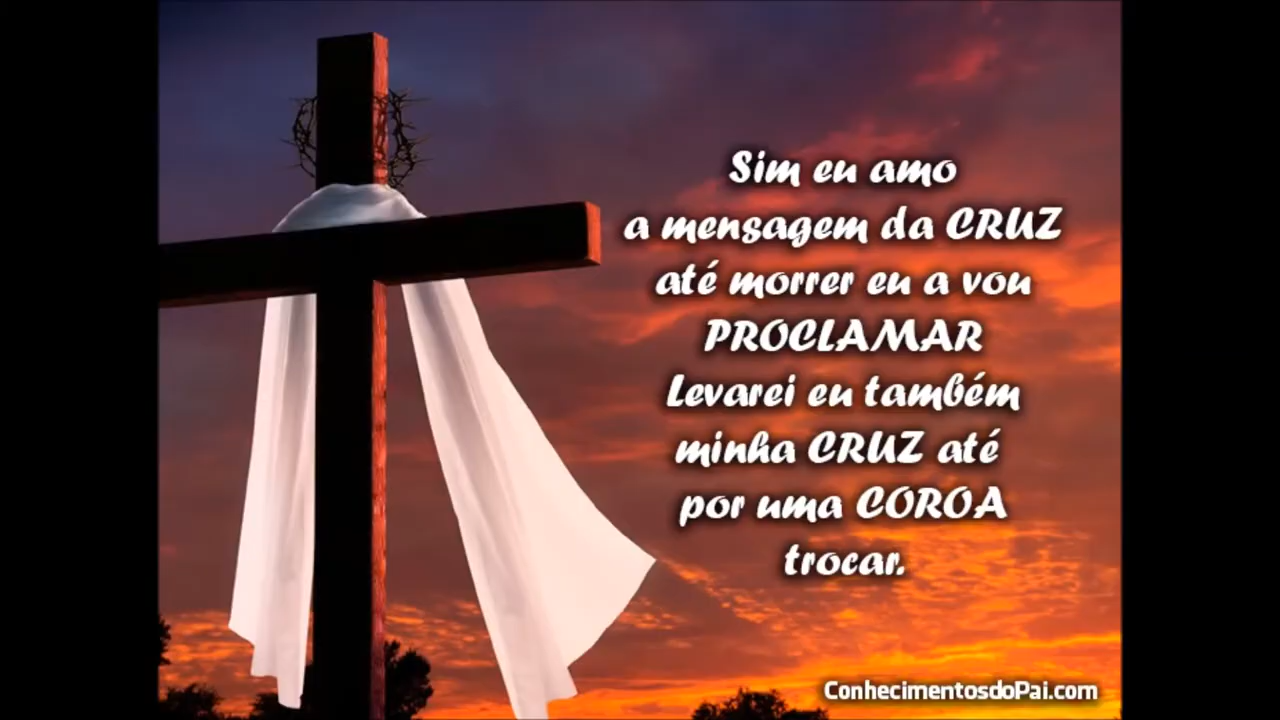 Sim eu amo
a mensagem da CRUZ
até morrer eu a vou
PROCLAMAR
Levarei eu também
minha CRUZ até
por uma COROA
trocar.
ConhecimentosdoPai.com